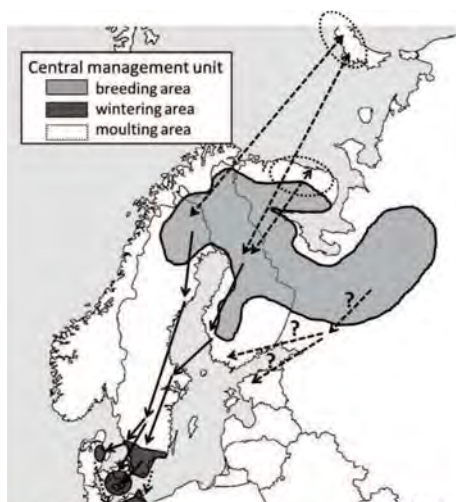 Central management unit
breeding area
wintering area
moulting area
?
?
?